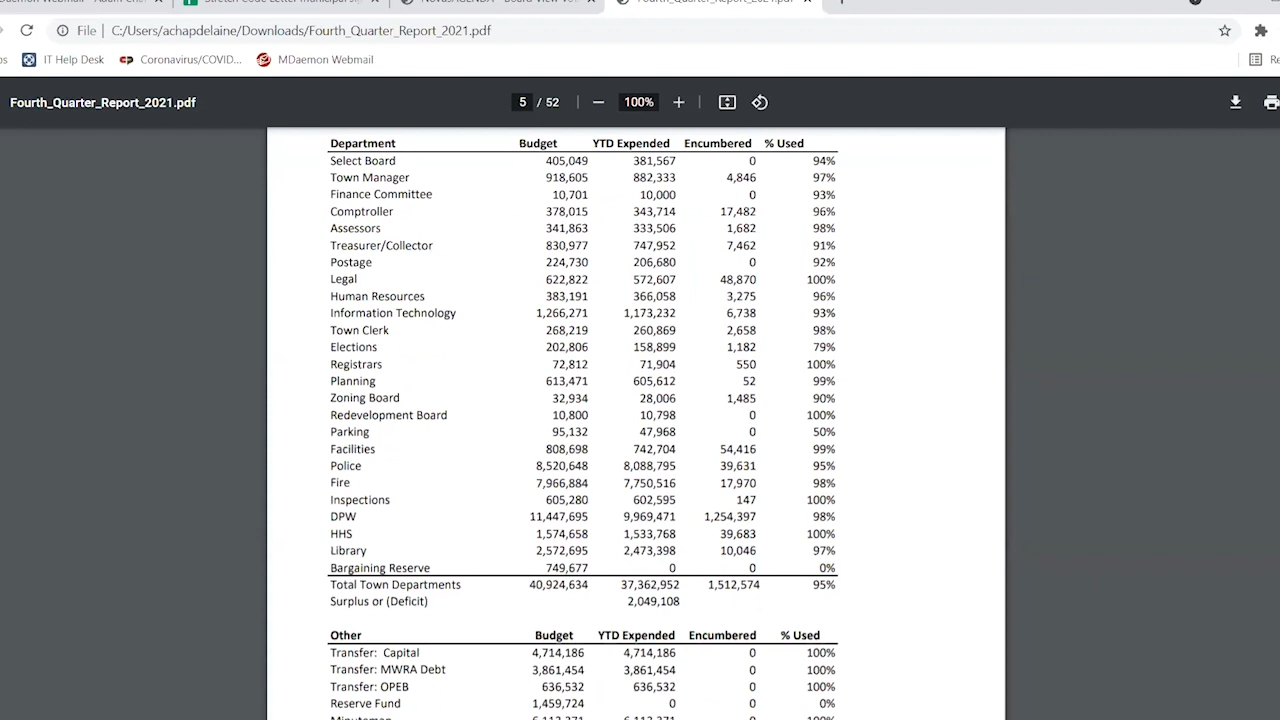 Fourth_Quarter_Report_2021.pdf
File | C:/Users/achapdelaine/Downloads/Fourth_Quarter_Report_2021.pdf
IT Help Desk Coronavirus/COVID... MDaemon Webmail
Fourth_Quarter_Report_2021.pdf 5 / 52 100%
Department Budget YTD Expended Encumbered % Used
Select Board 405,049 381,567 0 94%
Town Manager 918,605 882,333 4,846 97%
Finance Committee 10,701 10,000 0 93%
Comptroller 378,015 343,714 17,482 96%
Assessors 341,863 333,506 1,682 98%
Treasurer/Collector 830,977 747,952 7,462 91%
Postage 224,730 206,680 0 92%
Legal 622,822 572,607 48,870 100%
Human Resources 383,191 366,058 3,275 96%
Information Technology 1,266,271 1,173,232 6,738 93%
Town Clerk 268,219 260,869 2,658 98%
Elections 202,806 158,899 1,182 79%
Registrars 72,812 71,904 550 100%
Planning 613,471 605,612 52 99%
Zoning Board 32,934 28,006 1,485 90%
Redevelopment Board 10,800 10,798 0 100%
Parking 95,132 47,968 0 50%
Facilities 808,698 742,704 54,416 99%
Police 8,520,648 8,088,795 39,631 95%
Fire 7,966,884 7,750,516 17,970 98%
Inspections 605,280 602,595 147 100%
DPW 11,447,695 9,969,471 1,254,397 98%
HHS 1,574,658 1,533,768 39,683 100%
Library 2,572,695 2,473,398 10,046 97%
Bargaining Reserve 749,677 0 0 0%
Total Town Departments 40,924,634 37,362,952 1,512,574 95%
Surplus or (Deficit) 2,049,108
Other Budget YTD Expended Encumbered % Used
Transfer: Capital 4,714,186 4,714,186 0 100%
Transfer: MWRA Debt 3,861,454 3,861,454 0 100%
Transfer: OPEB 636,532 636,532 0 100%
Reserve Fund 1,459,724 0 0 0%